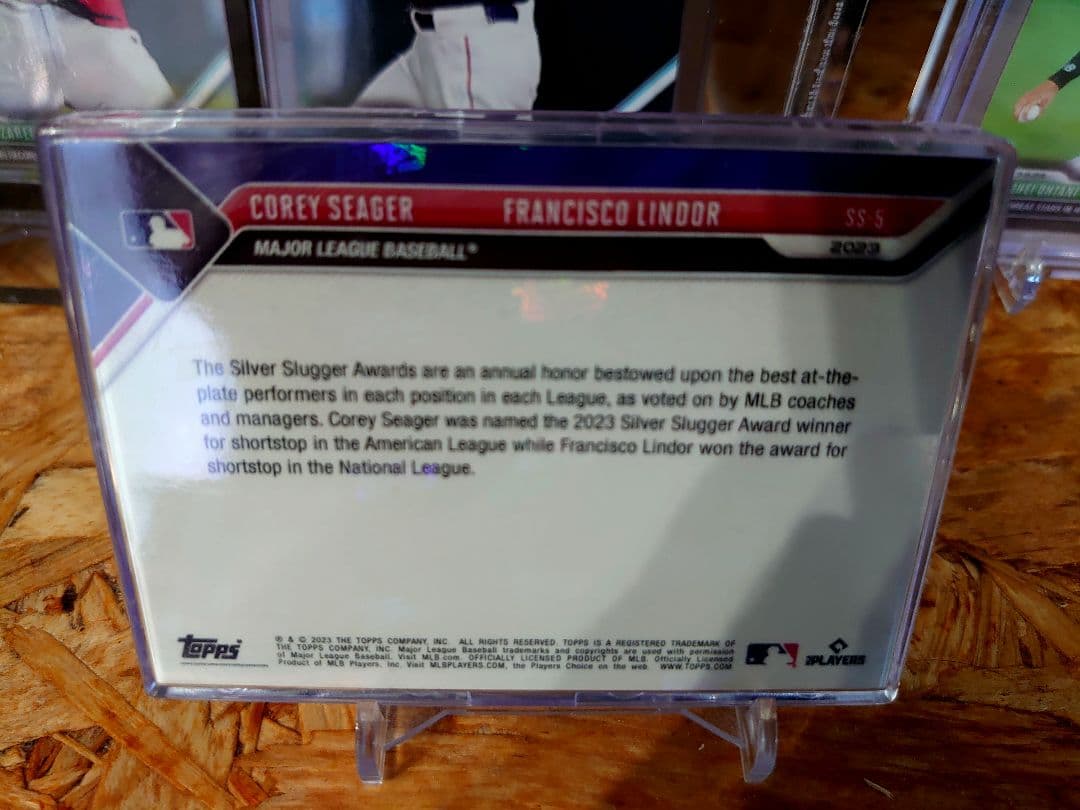 COREY SEAGER FRANCISCO LINDOR SS-5
MAJOR LEAGUE BASEBALL® 2023
The Silver Slugger Awards are an annual honor bestowed upon the best at-the-
plate performers in each position in each League, as voted on by MLB coaches
and managers. Corey Seager was named the 2023 Silver Slugger Award winner
for shortstop in the American League while Francisco Lindor won the award for
shortstop in the National League.
topps
® & © 2023 THE TOPPS COMPANY, INC. ALL RIGHTS RESERVED. TOPPS IS A REGISTERED TRADEMARK OF
THE TOPPS COMPANY, INC. Major League Baseball trademarks and copyrights are used with permission
of Major League Baseball. Visit MLB.com. OFFICIALLY LICENSED PRODUCT OF MLB. Officially Licensed
Product of MLB Players, Inc. Visit MLBPLAYERS.COM, the Players Choice on the web. WWW.TOPPS.COM
PLAYERS